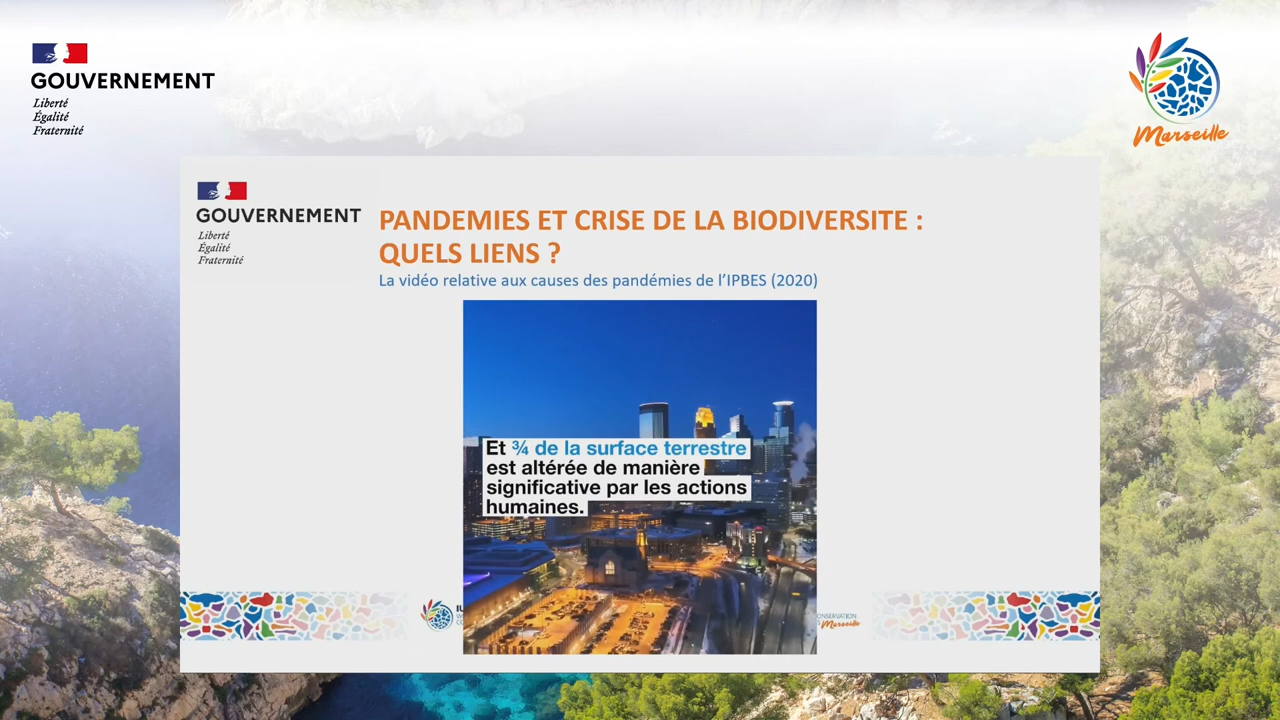 GOUVERNEMENT
Liberté
Égalité
Fraternité
Marseille
GOUVERNEMENT
Liberté
Égalité
Fraternité
PANDEMIES ET CRISE DE LA BIODIVERSITE :
QUELS LIENS ?
La vidéo relative aux causes des pandémies de l’IPBES (2020)
Et ¾ de la surface terrestre
est altérée de manière
significative par les actions
humaines.
Marseille